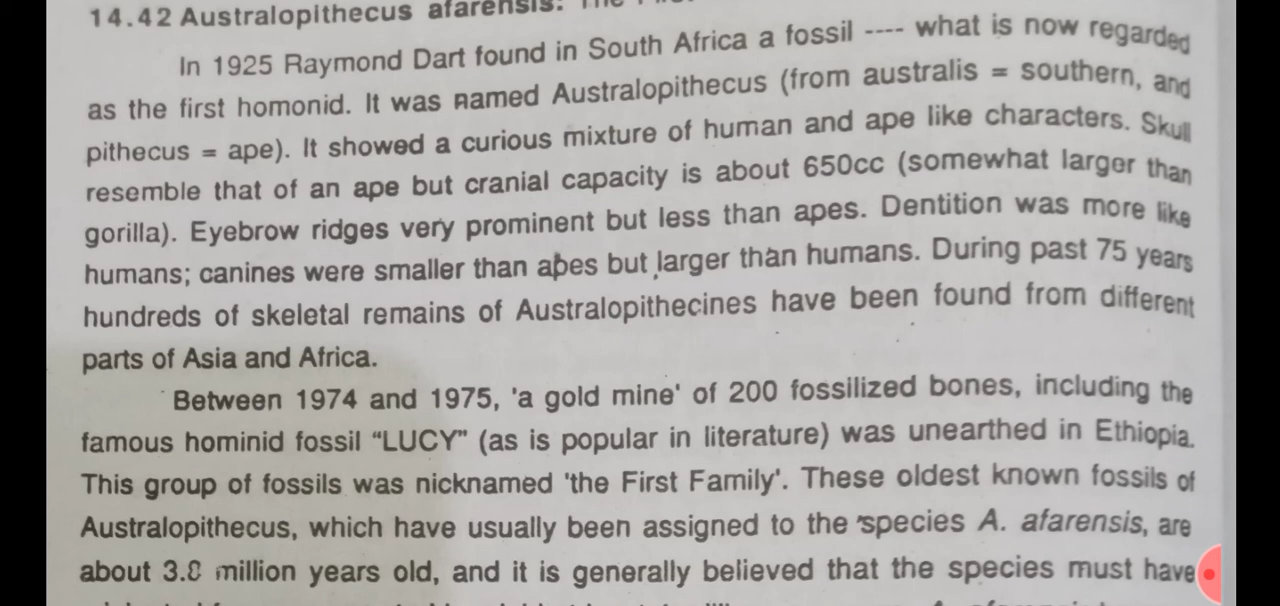 14.42 Australopithecus afarensis: The
In 1925 Raymond Dart found in South Africa a fossil ---- what is now regarded
as the first homonid. It was named Australopithecus (from australis = southern, and
pithecus = ape). It showed a curious mixture of human and ape like characters. Skull
resemble that of an ape but cranial capacity is about 650cc (somewhat larger than
gorilla). Eyebrow ridges very prominent but less than apes. Dentition was more like
humans; canines were smaller than apes but larger than humans. During past 75 years
hundreds of skeletal remains of Australopithecines have been found from different
parts of Asia and Africa.
Between 1974 and 1975, 'a gold mine' of 200 fossilized bones, including the
famous hominid fossil "LUCY" (as is popular in literature) was unearthed in Ethiopia.
This group of fossils was nicknamed 'the First Family'. These oldest known fossils of
Australopithecus, which have usually been assigned to the species A. afarensis, are
about 3.8 million years old, and it is generally believed that the species must have